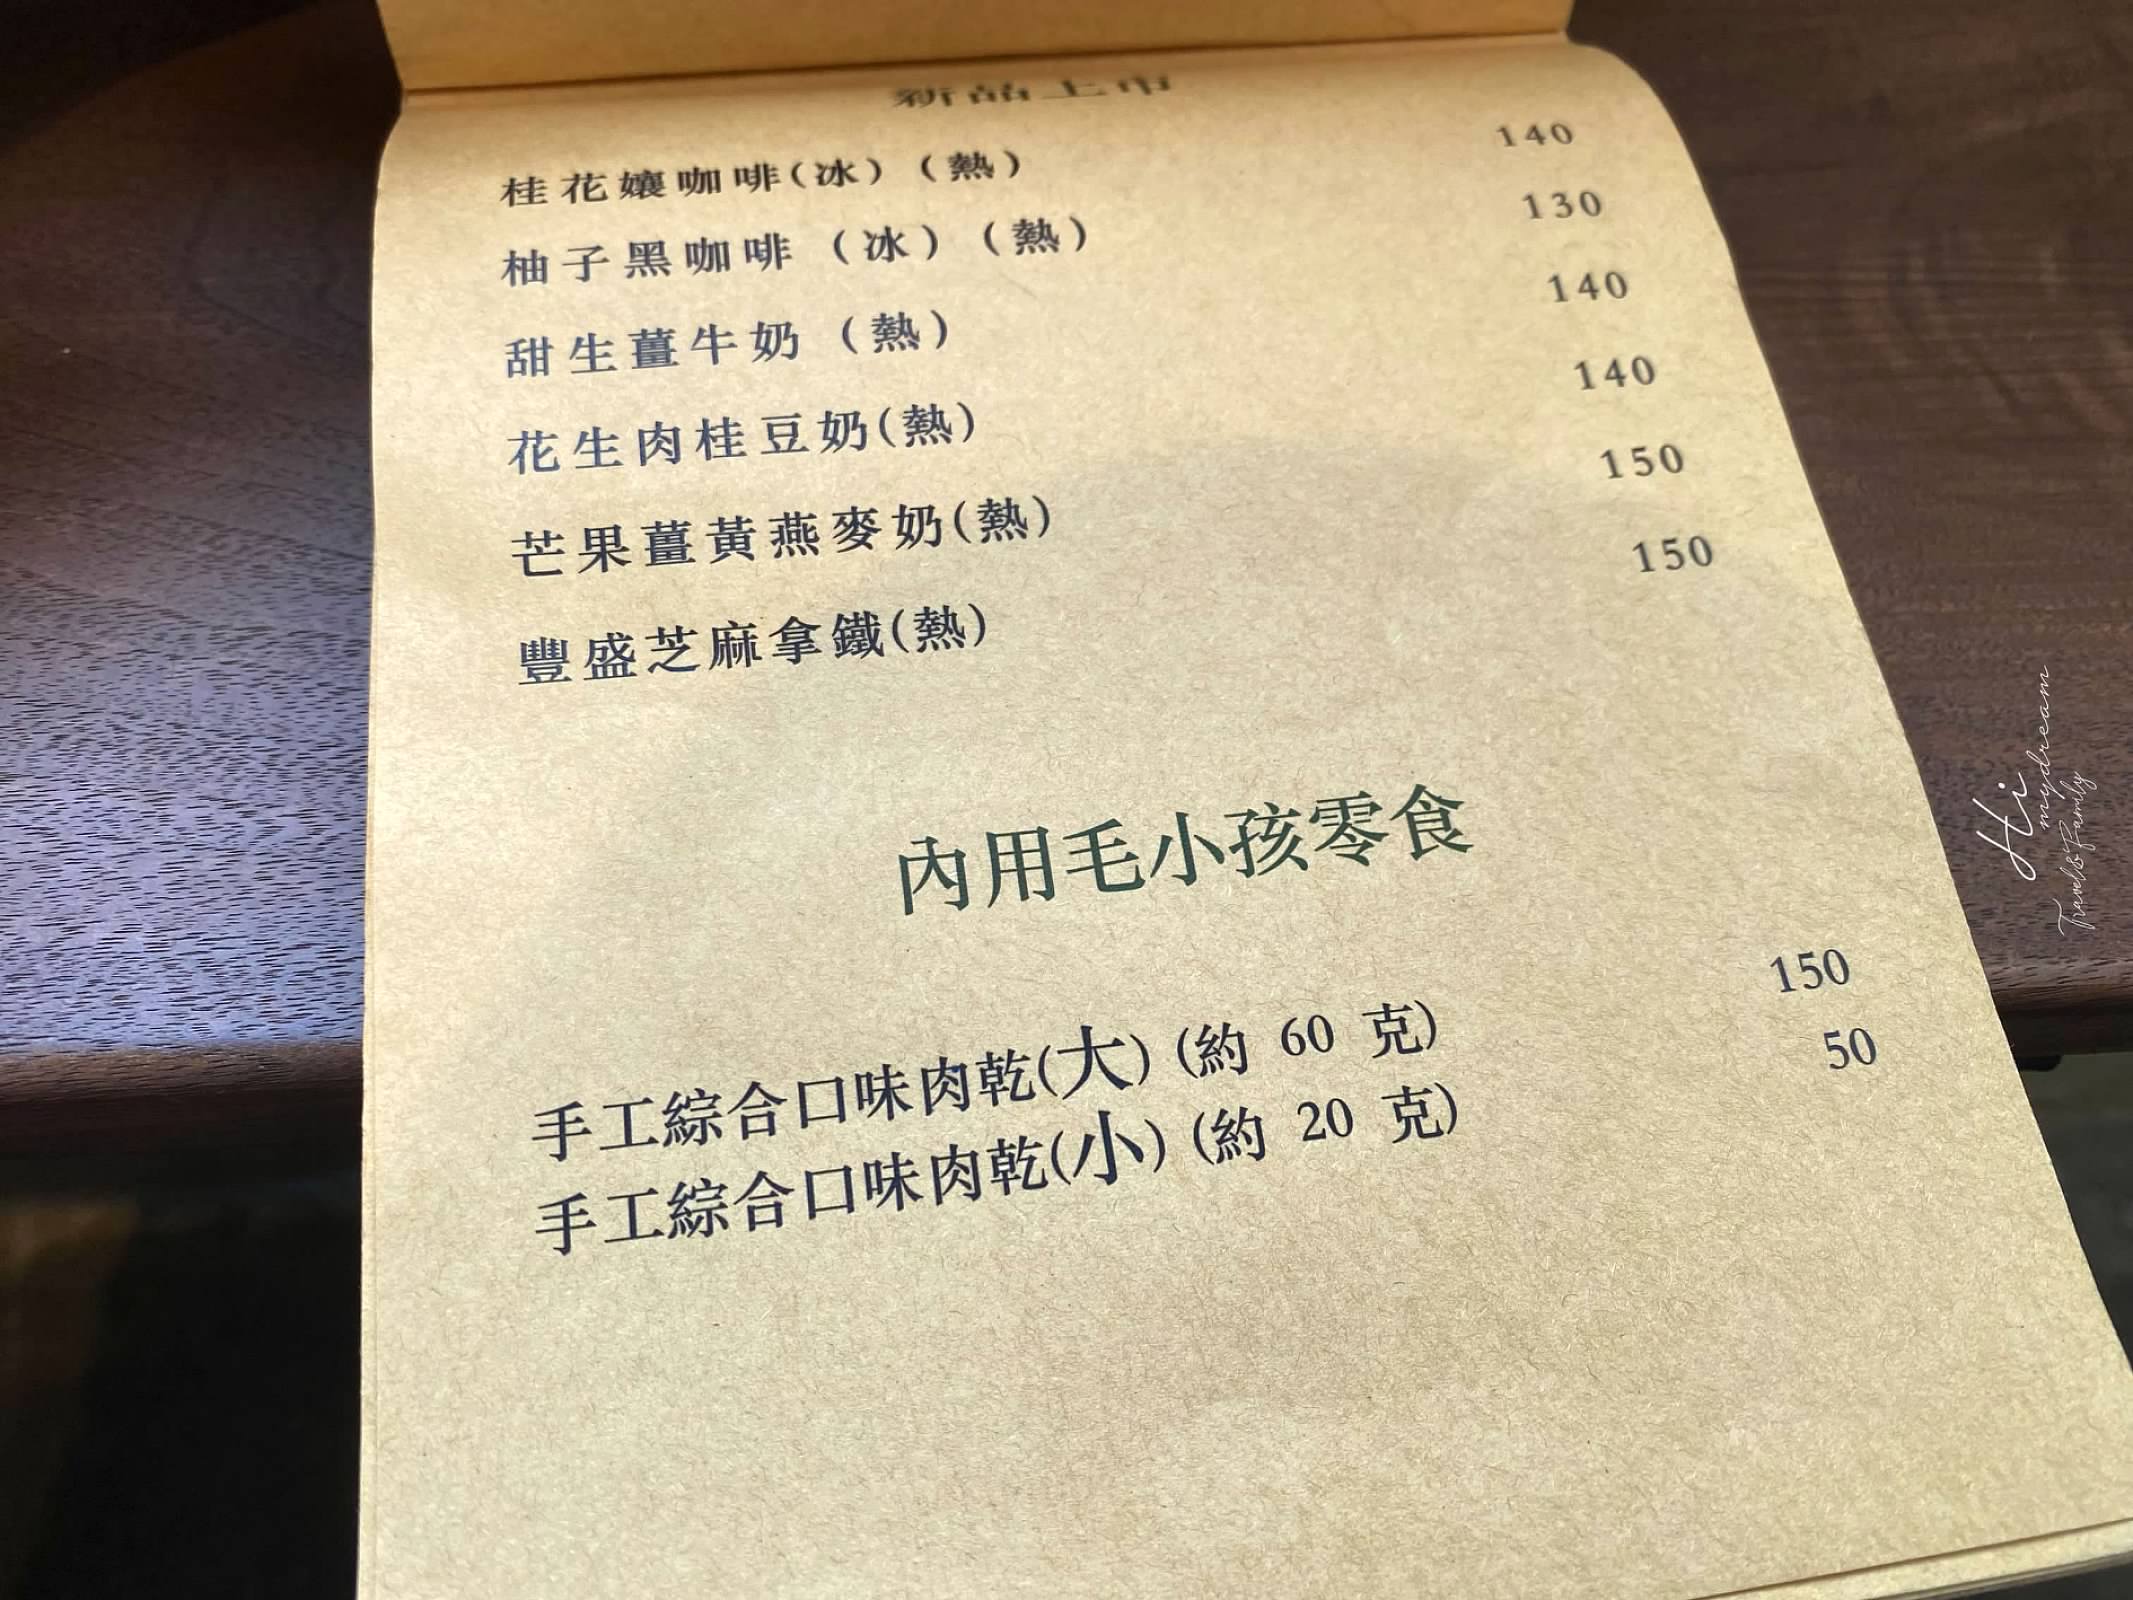 新品上市
桂花孃咖啡(冰) (熱) 140
柚子黑咖啡 (冰) (熱) 130
甜生薑牛奶 (熱) 140
花生肉桂豆奶(熱) 140
芒果薑黃燕麥奶(熱) 150
豐盛芝麻拿鐵(熱) 150
內用毛小孩零食
手工綜合口味肉乾(大) (約 60 克) 150
手工綜合口味肉乾(小) (約 20 克) 50
Hi
mydream
Travel&Family